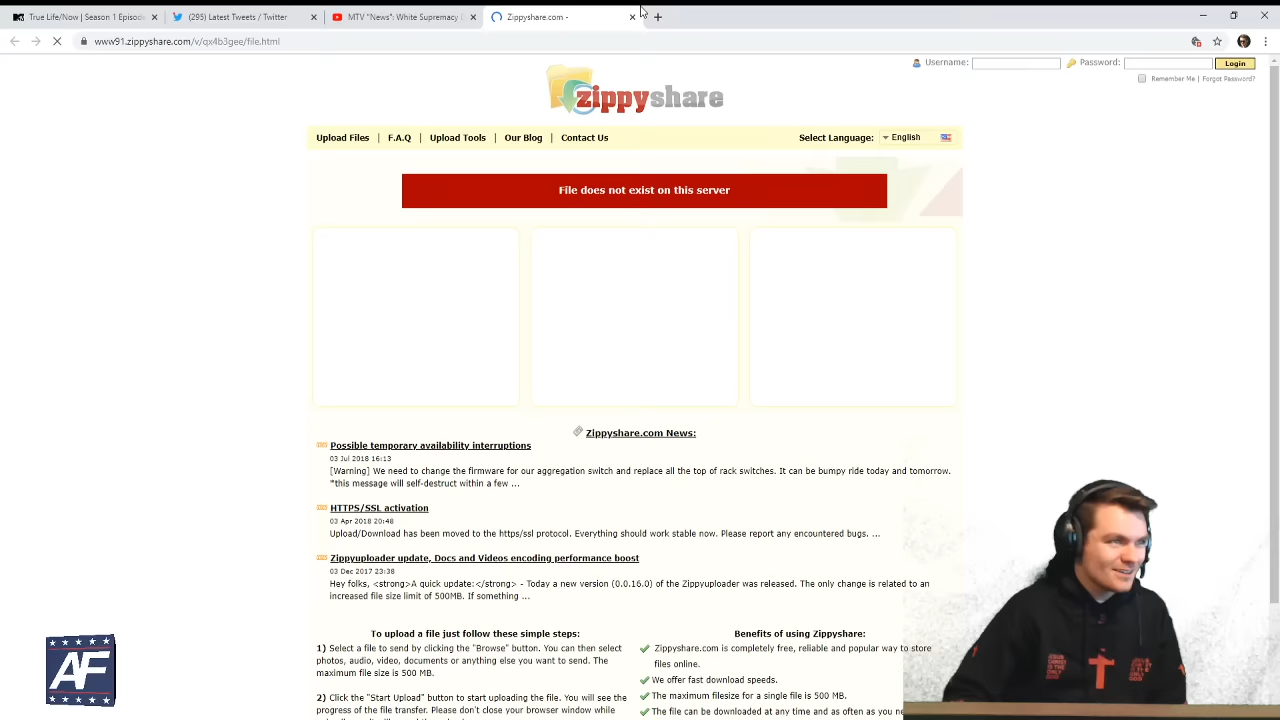 True Life/Now | Season 1 Episode
(295) Latest Tweets / Twitter
MTV "News": White Supremacy
Zippyshare.com -
www91.zippyshare.com/v/qx4b3gee/file.html
Username:
Password:
Login
Remember Me | Forgot Password?
zippyshare
Upload Files | F.A.Q | Upload Tools | Our Blog | Contact Us
Select Language: English
File does not exist on this server
Zippyshare.com News:
Possible temporary availability interruptions
03 Jul 2018 16:13
[Warning] We need to change the firmware for our aggregation switch and replace all the top of rack switches. It can be bumpy ride today and tomorrow.
*this message will self-destruct within a few ...
HTTPS/SSL activation
03 Apr 2018 20:48
Upload/Download has been moved to the https/ssl protocol. Everything should work stable now. Please report any encountered bugs. ...
Zippyuploader update, Docs and Videos encoding performance boost
03 Dec 2017 23:38
Hey folks, <strong>A quick update:</strong> - Today a new version (0.0.16.0) of the Zippyuploader was released. The only change is related to an
increased file size limit of 500MB. If something ...
To upload a file just follow these simple steps:
1) Select a file to send by clicking the "Browse" button. You can then select
photos, audio, video, documents or anything else you want to send. The
maximum file size is 500 MB.
2) Click the "Start Upload" button to start uploading the file. You will see the
progress of the file transfer. Please don't close your browser window while
Benefits of using Zippyshare:
Zippyshare.com is completely free, reliable and popular way to store
files online.
We offer fast download speeds.
The maximum filesize for a single file is 500 MB.
The file can be downloaded at any time and as often as you
AF